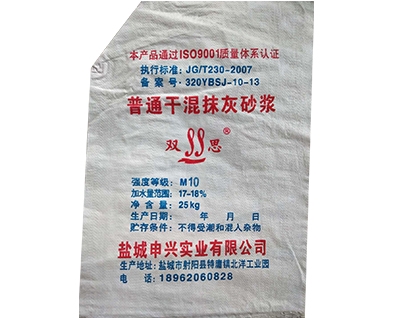 本产品通过ISO9001质量体系认证
执行标准：JG/T230-2007
备案号·320YBSJ-10-13
普通干混抹灰砂浆
双 SS 思®
强度等级：M10
加水量范围：17-18%
净含量：25kg
生产日期： 年 月 日
贮存条件：不得受潮和混入杂物
盐城申兴实业有限公司
生产地址：盐城市射阳县特庸镇北洋工业园
电 话：18962060828